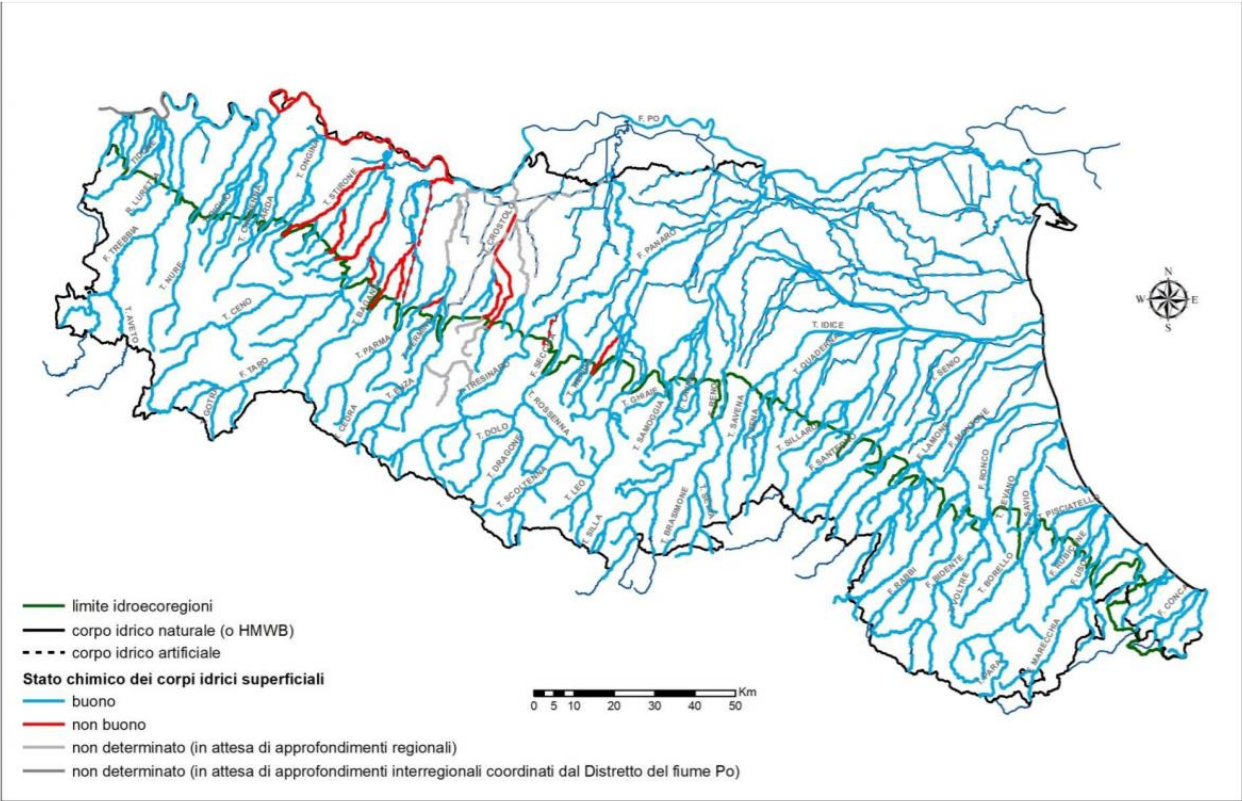 F. PO
T. TIDONE
R. LURETTA
F. TREBBIA
T. NURE
T. AVETO
T. ONGINA
T. STIRONE
T. CENO
F. TARO
T. PARMA
T. ENZA
CEDRA
T. CROSTOLO
T. TRESINARO
F. SECCHIA
T. ROSSENNA
T. DOLO
T. DRAGONE
T. SCOLTENNA
T. LEO
T. SILLA
F. PANARO
T. GHIAIE
T. SAMOGGIA
T. BRASIMONE
T. SAVENA
T. IDICE
T. QUADERNA
T. SILLARO
F. SANTERNO
T. SENIO
F. LAMONE
F. MONTONE
F. RONCO
T. BEVANO
F. SAVIO
T. PISCIATELLO
F. RUBICONE
F. USO
F. RABBI
F. BIDENTE
VOLTRE
T. BORELLO
F. MARECCHIA
F. CONCA
N
W
E
S
limite idroecoregioni
corpo idrico naturale (o HMWB)
corpo idrico artificiale
Stato chimico dei corpi idrici superficiali
buono
non buono
non determinato (in attesa di approfondimenti regionali)
non determinato (in attesa di approfondimenti interregionali coordinati dal Distretto del fiume Po)
Km
0 5 10 20 30 40 50